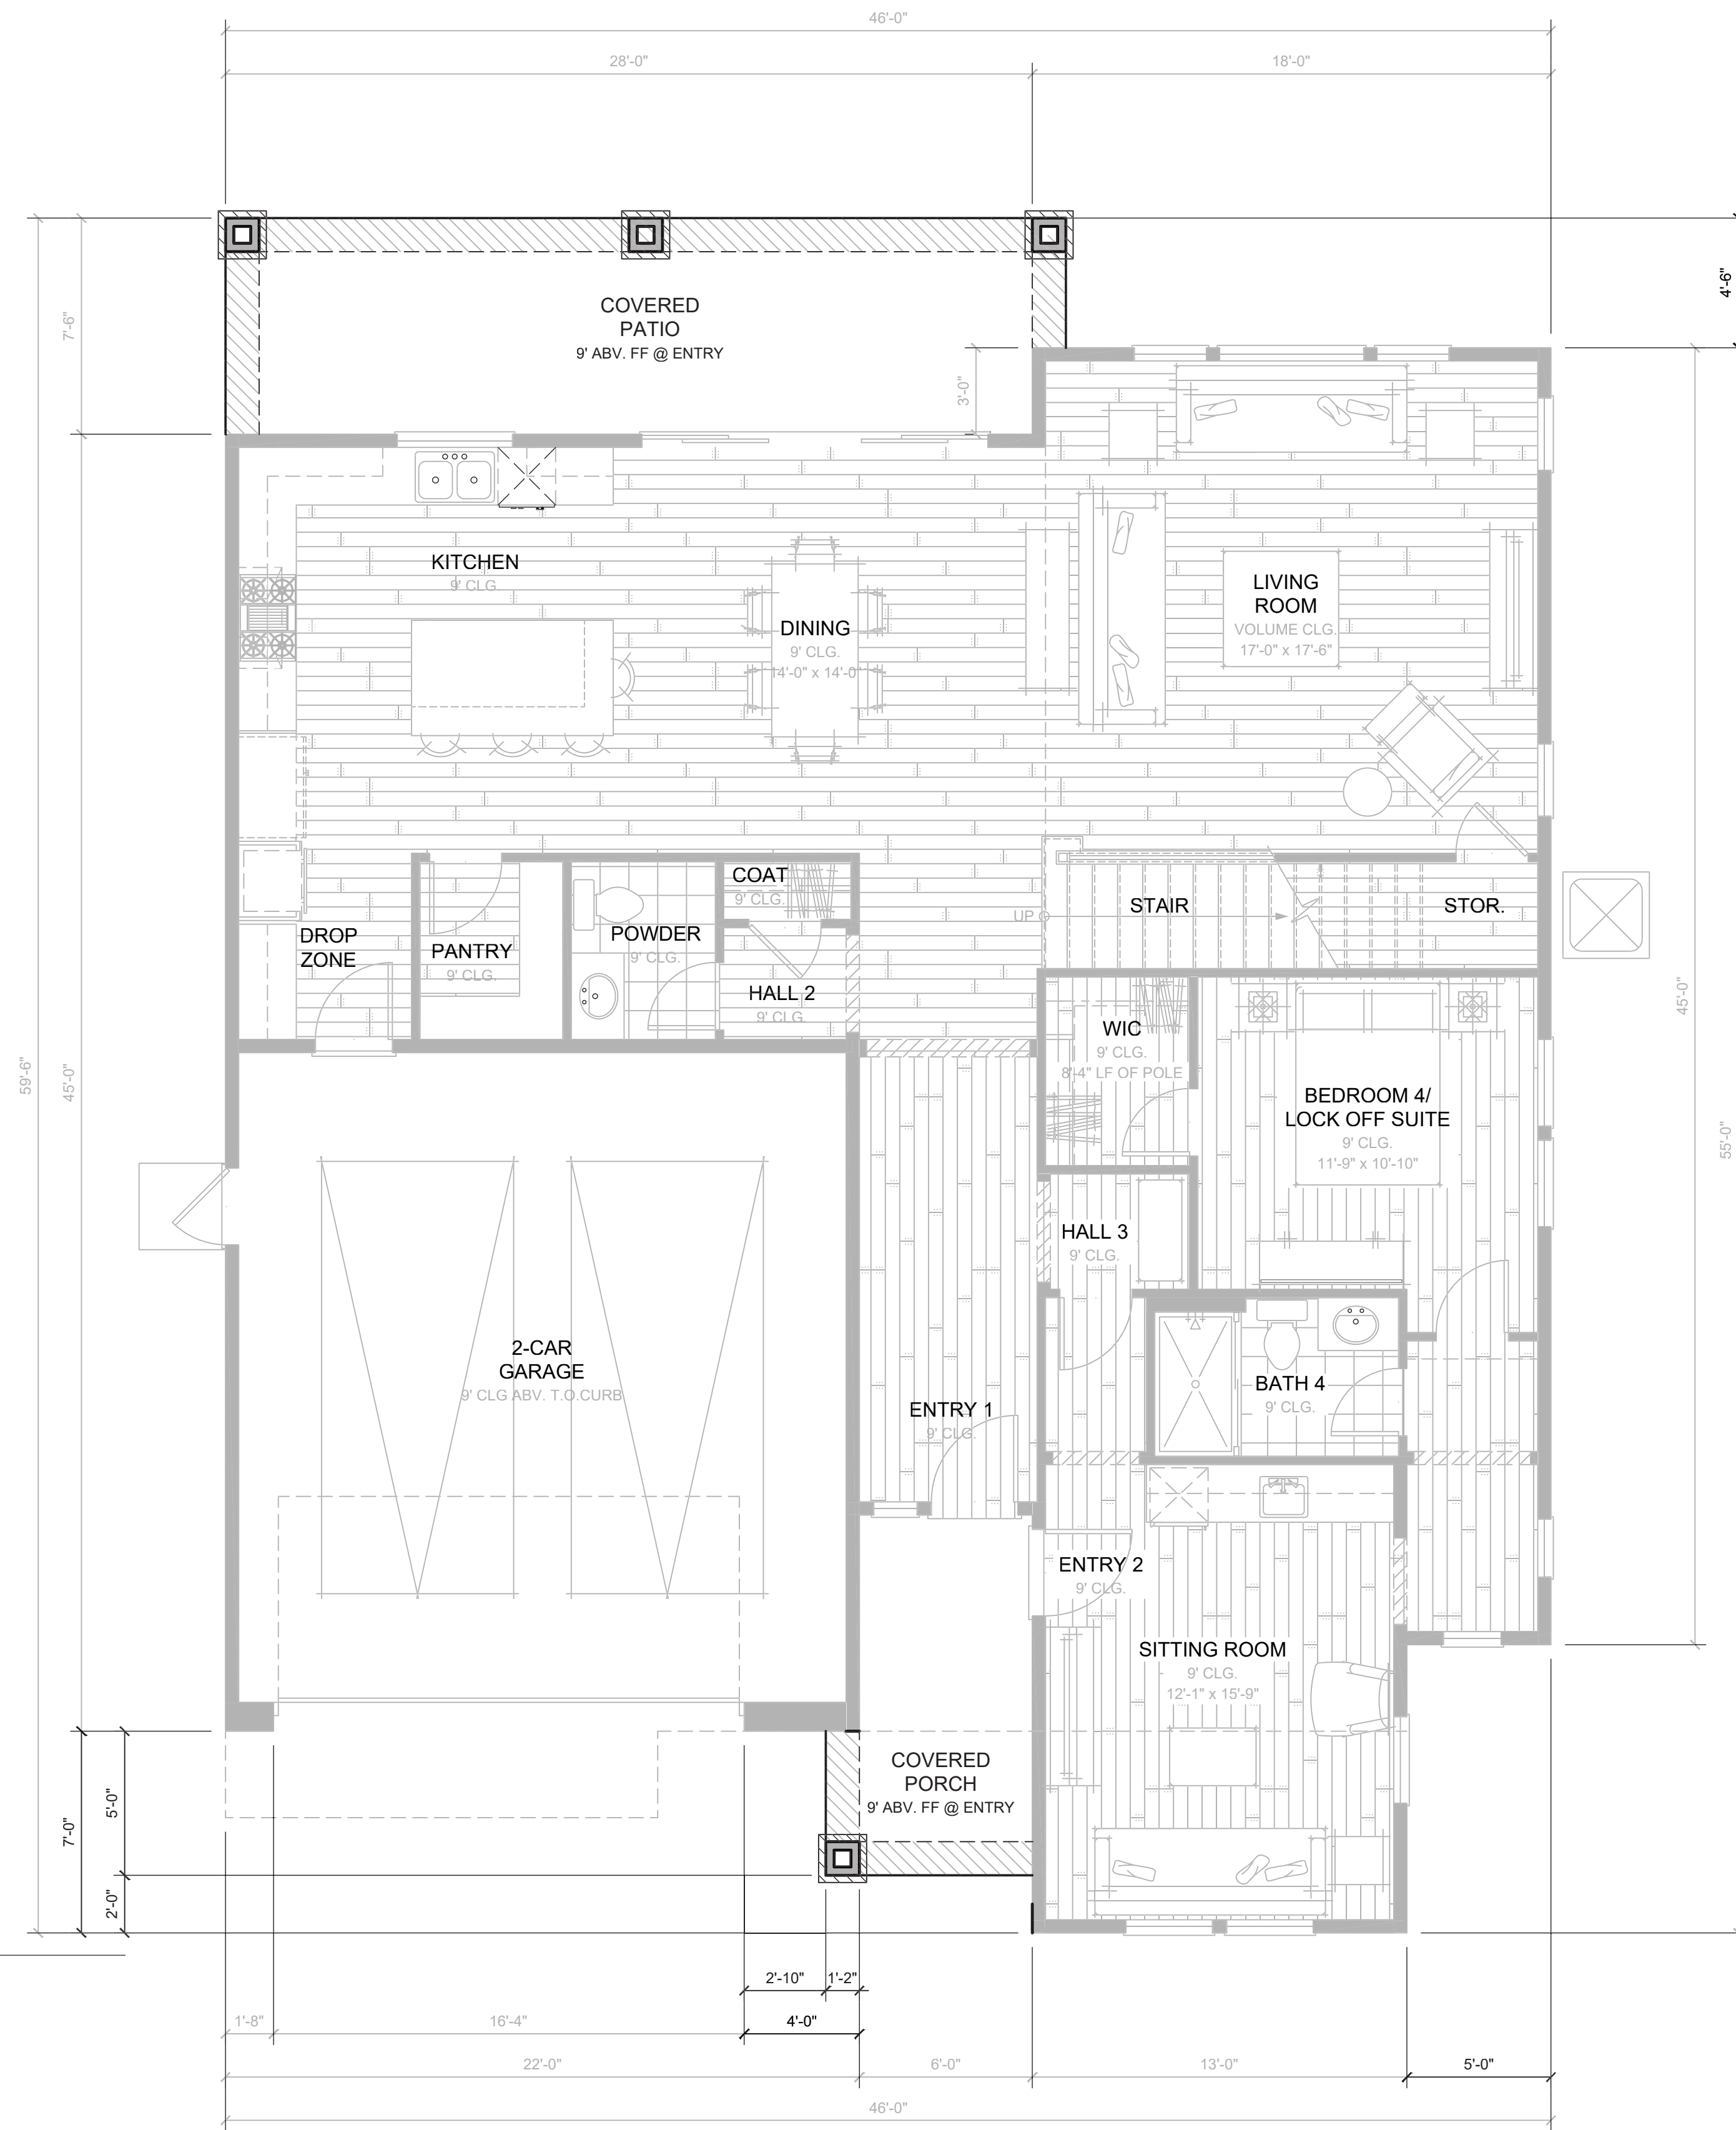 46'-0"
28'-0"
18'-0"
4'-6"
7'-6"
COVERED
PATIO
9' ABV. FF @ ENTRY
3'-0"
KITCHEN
9' CLG.
DINING
9' CLG.
14'-0" x 14'-0"
LIVING
ROOM
VOLUME CLG.
17'-0" x 17'-6"
COAT
9' CLG.
STAIR
UP
STOR.
DROP
ZONE
PANTRY
9' CLG.
POWDER
9' CLG.
HALL 2
9' CLG.
WIC
9' CLG.
8'-4" LF OF POLE
BEDROOM 4/
LOCK OFF SUITE
9' CLG.
11'-9" x 10'-10"
45'-0"
59'-6"
45'-0"
55'-0"
HALL 3
9' CLG.
2-CAR
GARAGE
9' CLG ABV. T.O.CURB
ENTRY 1
9' CLG.
BATH 4
9' CLG.
ENTRY 2
9' CLG.
SITTING ROOM
9' CLG.
12'-1" x 15'-9"
COVERED
PORCH
9' ABV. FF @ ENTRY
7'-0"
5'-0"
2'-0"
2'-10"
1'-2"
1'-8"
16'-4"
4'-0"
22'-0"
6'-0"
13'-0"
5'-0"
46'-0"